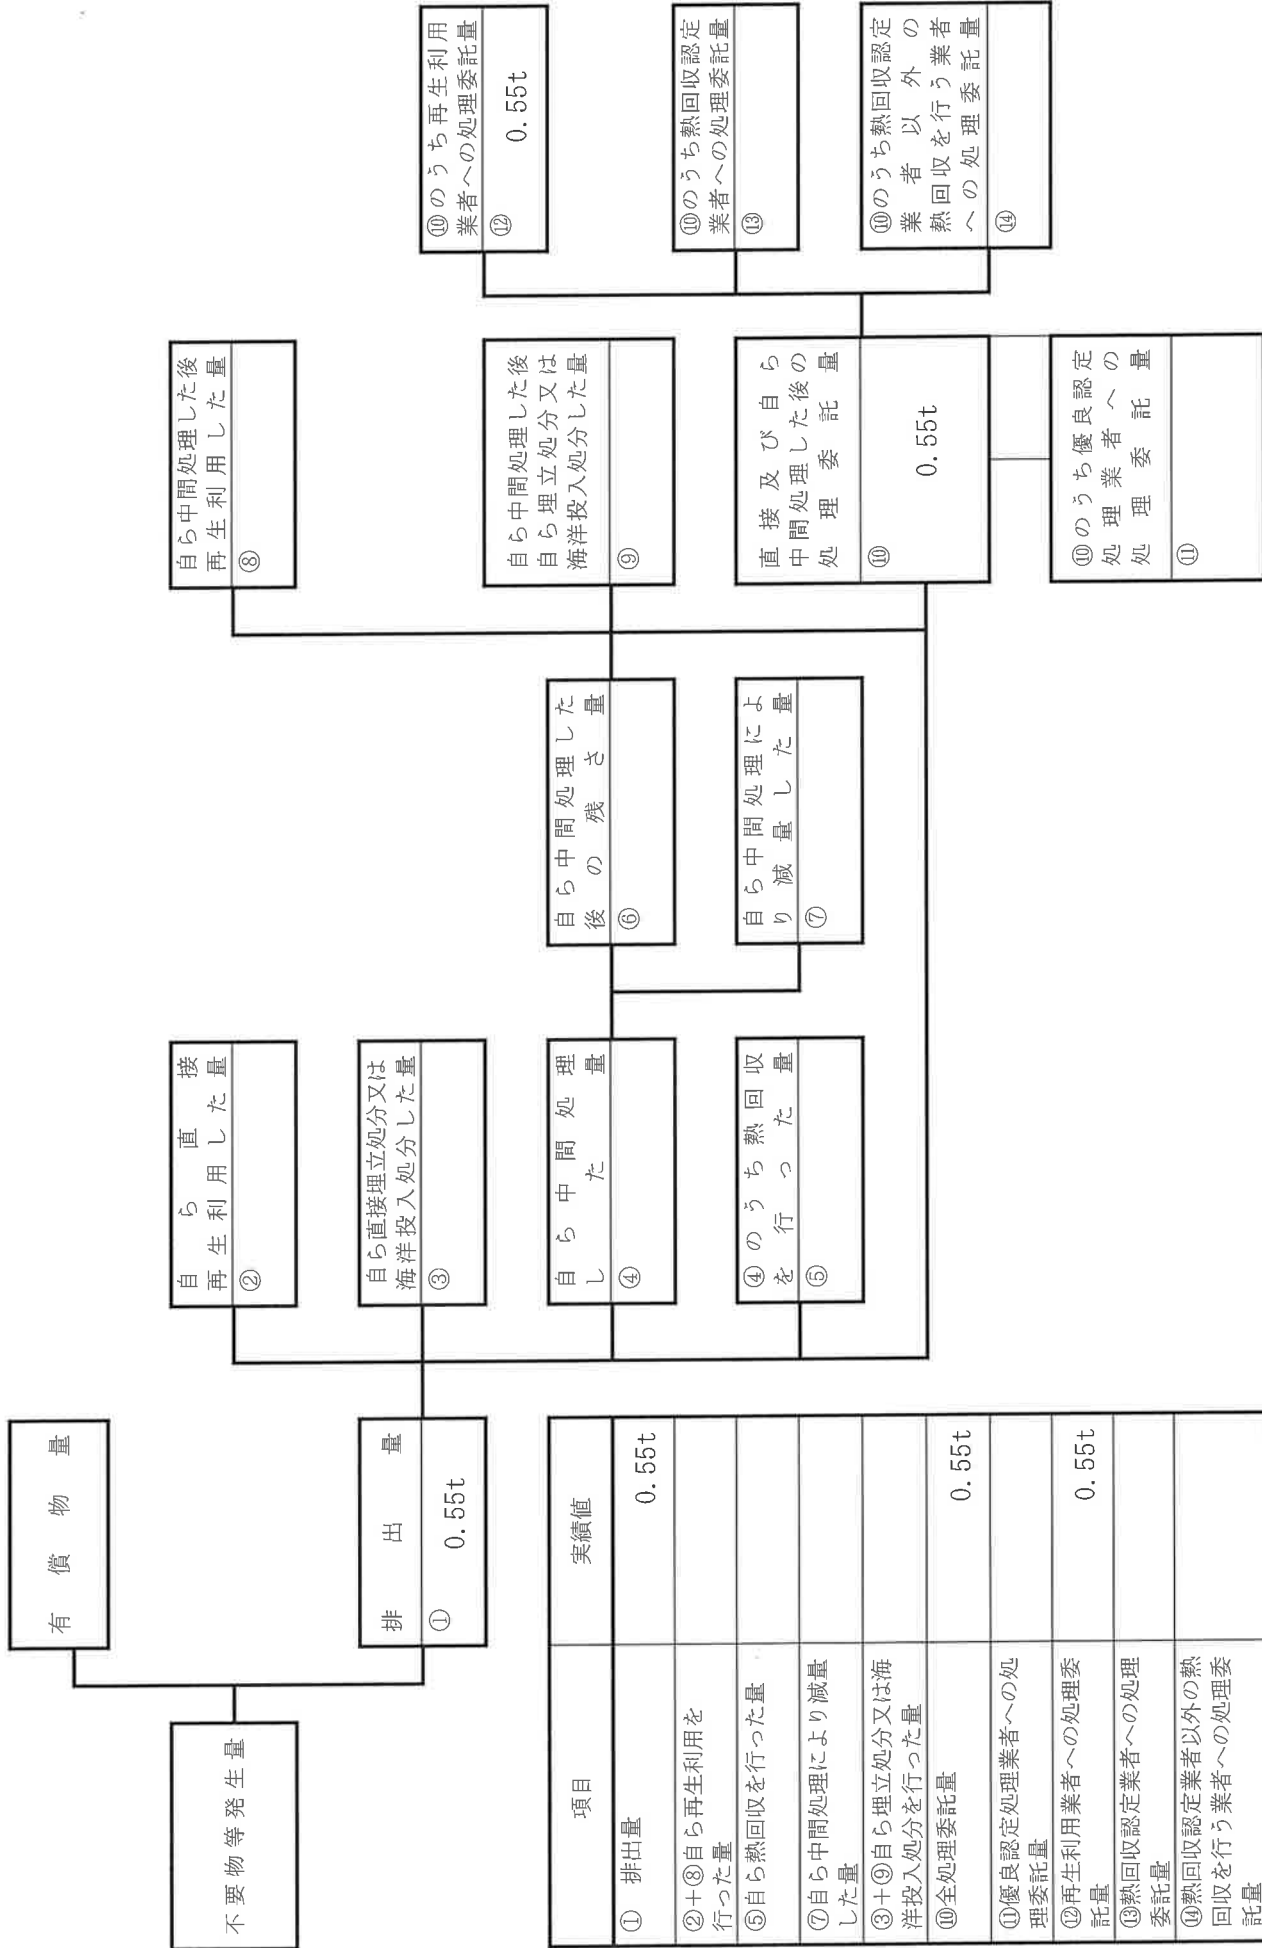 不要物等発生量
有償物量
排出量
①
0.55t
自ら直接
再生利用した量
②
自ら直接埋立処分又は
海洋投入処分した量
③
自ら中間処理
した量
④
④のうち熱回収
を行った量
⑤
自ら中間処理した
後の残さ量
⑥
自ら中間処理によ
り減量した量
⑦
自ら中間処理した後
再生利用した量
⑧
自ら中間処理した後
自ら埋立処分又は
海洋投入処分した量
⑨
直接及び自ら
中間処理した後の
処理委託量
⑩
0.55t
⑩のうち優良認定
処理業者への
処理委託量
⑪
⑩のうち再生利用
業者への処理委託量
⑫
0.55t
⑩のうち熱回収認定
業者への処理委託量
⑬
⑩のうち熱回収認定
業者以外の
熱回収を行う業者
への処理委託量
⑭
項目 実績値
① 排出量 0.55t
②+⑧自ら再生利用を
行った量
⑤自ら熱回収を行った量
⑦自ら中間処理により減量
した量
③+⑨自ら埋立処分又は海
洋投入処分を行った量
⑩全処理委託量 0.55t
⑪優良認定処理業者への処
理委託量
⑫再生利用業者への処理委
託量 0.55t
⑬熱回収認定業者への処理
委託量
⑭熱回収認定業者以外の熱
回収を行う業者への処理委
託量